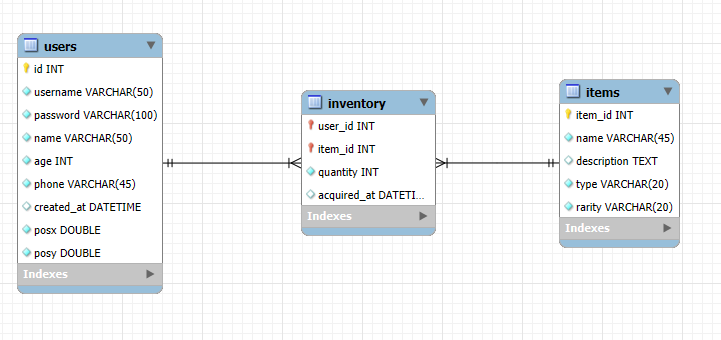 users
id INT
username VARCHAR(50)
password VARCHAR(100)
name VARCHAR(50)
age INT
phone VARCHAR(45)
created_at DATETIME
posx DOUBLE
posy DOUBLE
Indexes
inventory
user_id INT
item_id INT
quantity INT
acquired_at DATETI...
Indexes
items
item_id INT
name VARCHAR(45)
description TEXT
type VARCHAR(20)
rarity VARCHAR(20)
Indexes